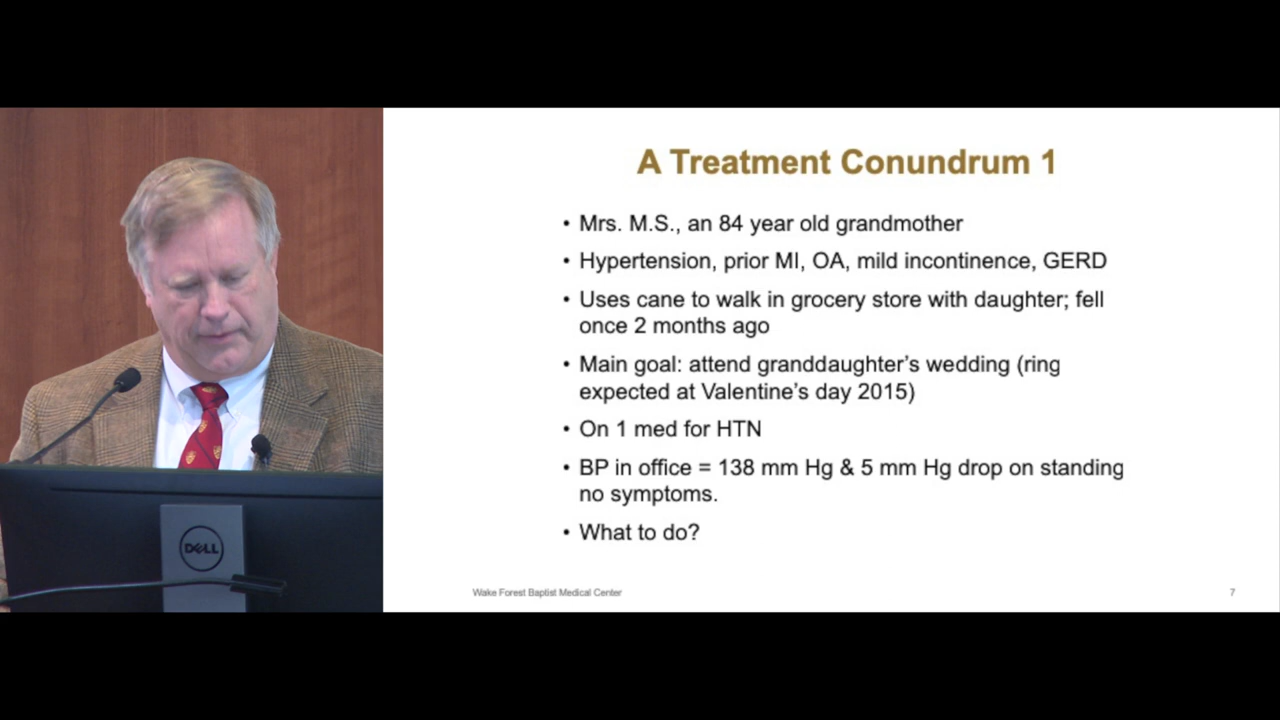 A Treatment Conundrum 1
• Mrs. M.S., an 84 year old grandmother
• Hypertension, prior MI, OA, mild incontinence, GERD
• Uses cane to walk in grocery store with daughter; fell
once 2 months ago
• Main goal: attend granddaughter’s wedding (ring
expected at Valentine’s day 2015)
• On 1 med for HTN
• BP in office = 138 mm Hg & 5 mm Hg drop on standing
no symptoms.
• What to do?
Wake Forest Baptist Medical Center
7
DELL